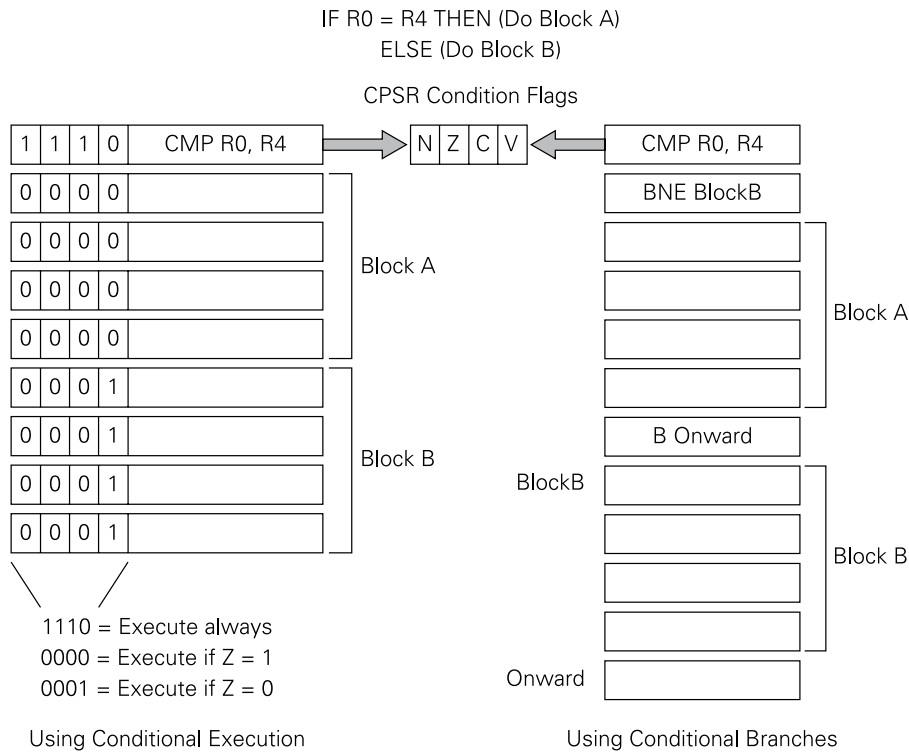 IF R0 = R4 THEN (Do Block A)
ELSE (Do Block B)
CPSR Condition Flags
1 1 1 0 CMP R0, R4
N Z C V
CMP R0, R4
0 0 0 0
BNE BlockB
0 0 0 0
0 0 0 0
0 0 0 0
Block A
Block A
0 0 0 1
0 0 0 1
B Onward
0 0 0 1
0 0 0 1
Block B
BlockB
Block B
1110 = Execute always
0000 = Execute if Z = 1
0001 = Execute if Z = 0
Onward
Using Conditional Execution
Using Conditional Branches